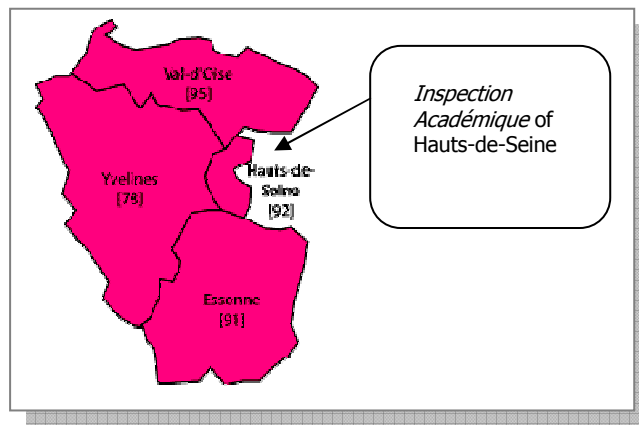 Val-d'Oise
[95]
Inspection
Académique of
Hauts-de-Seine
Hauts-de-
Seine
[92]
Yvelines
[78]
Essonne
[91]